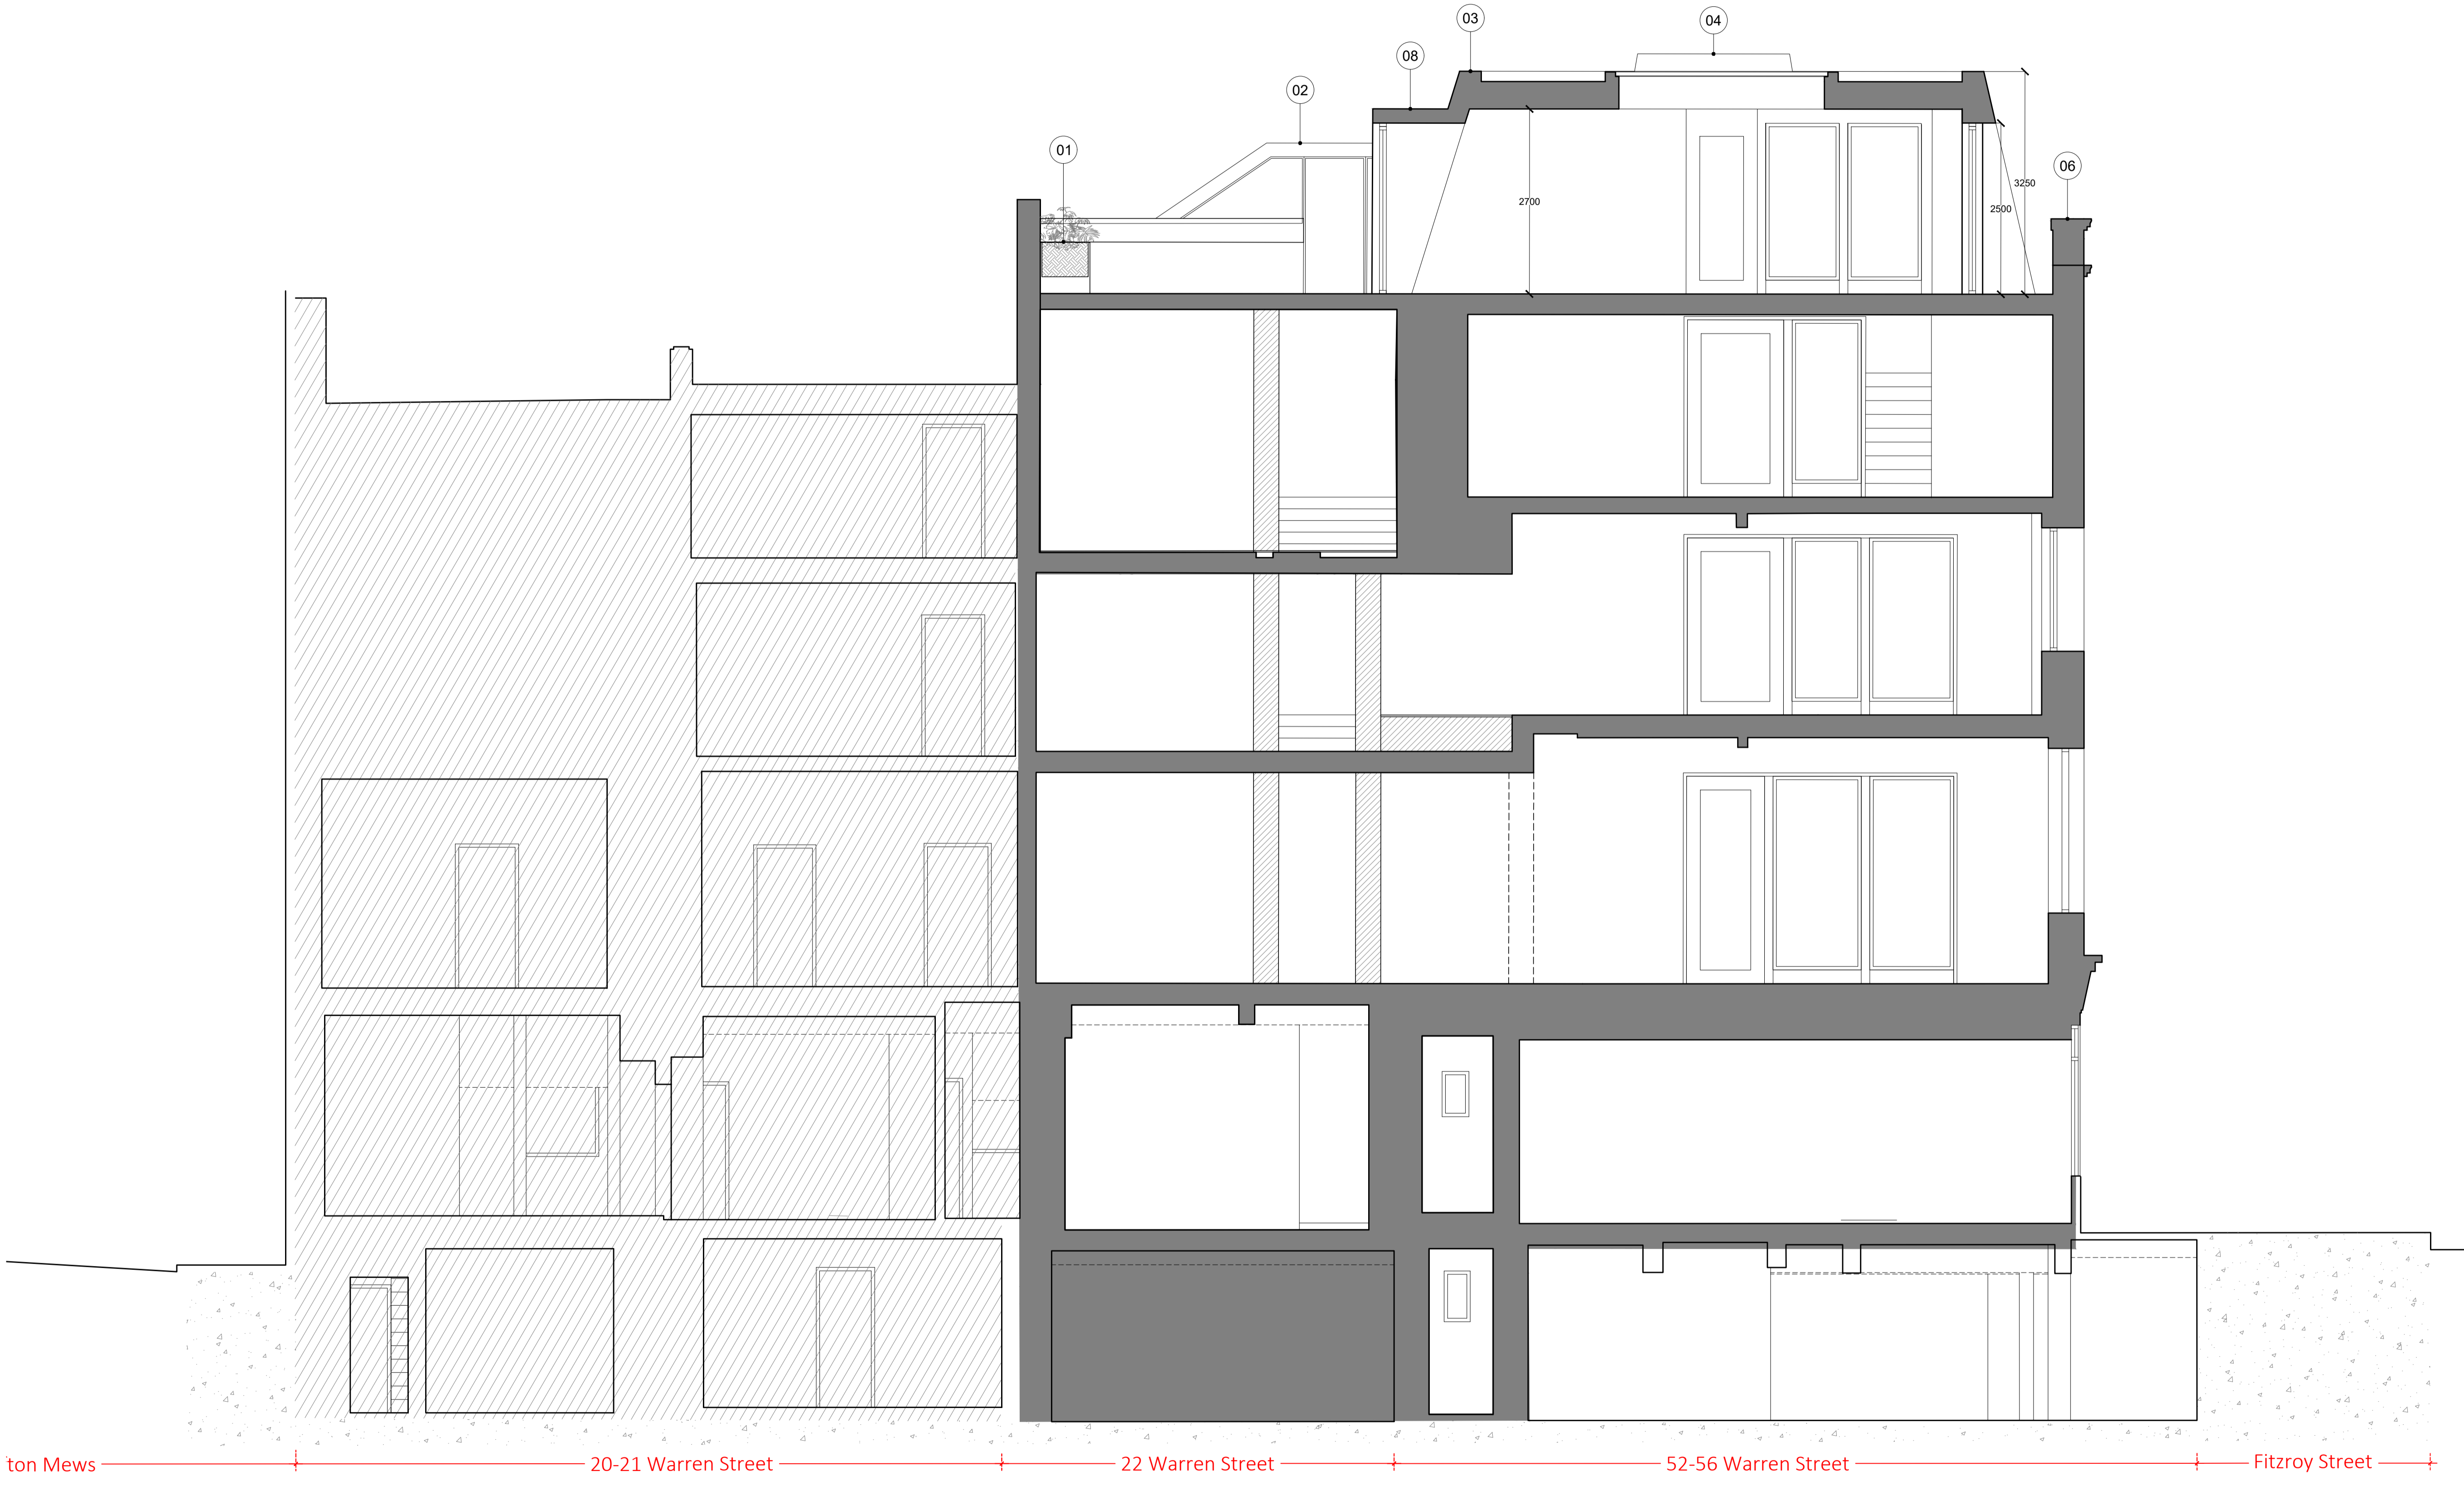 03
04
08
02
01
06
3250
2700
2500
ton Mews
20-21 Warren Street
22 Warren Street
52-56 Warren Street
Fitzroy Street